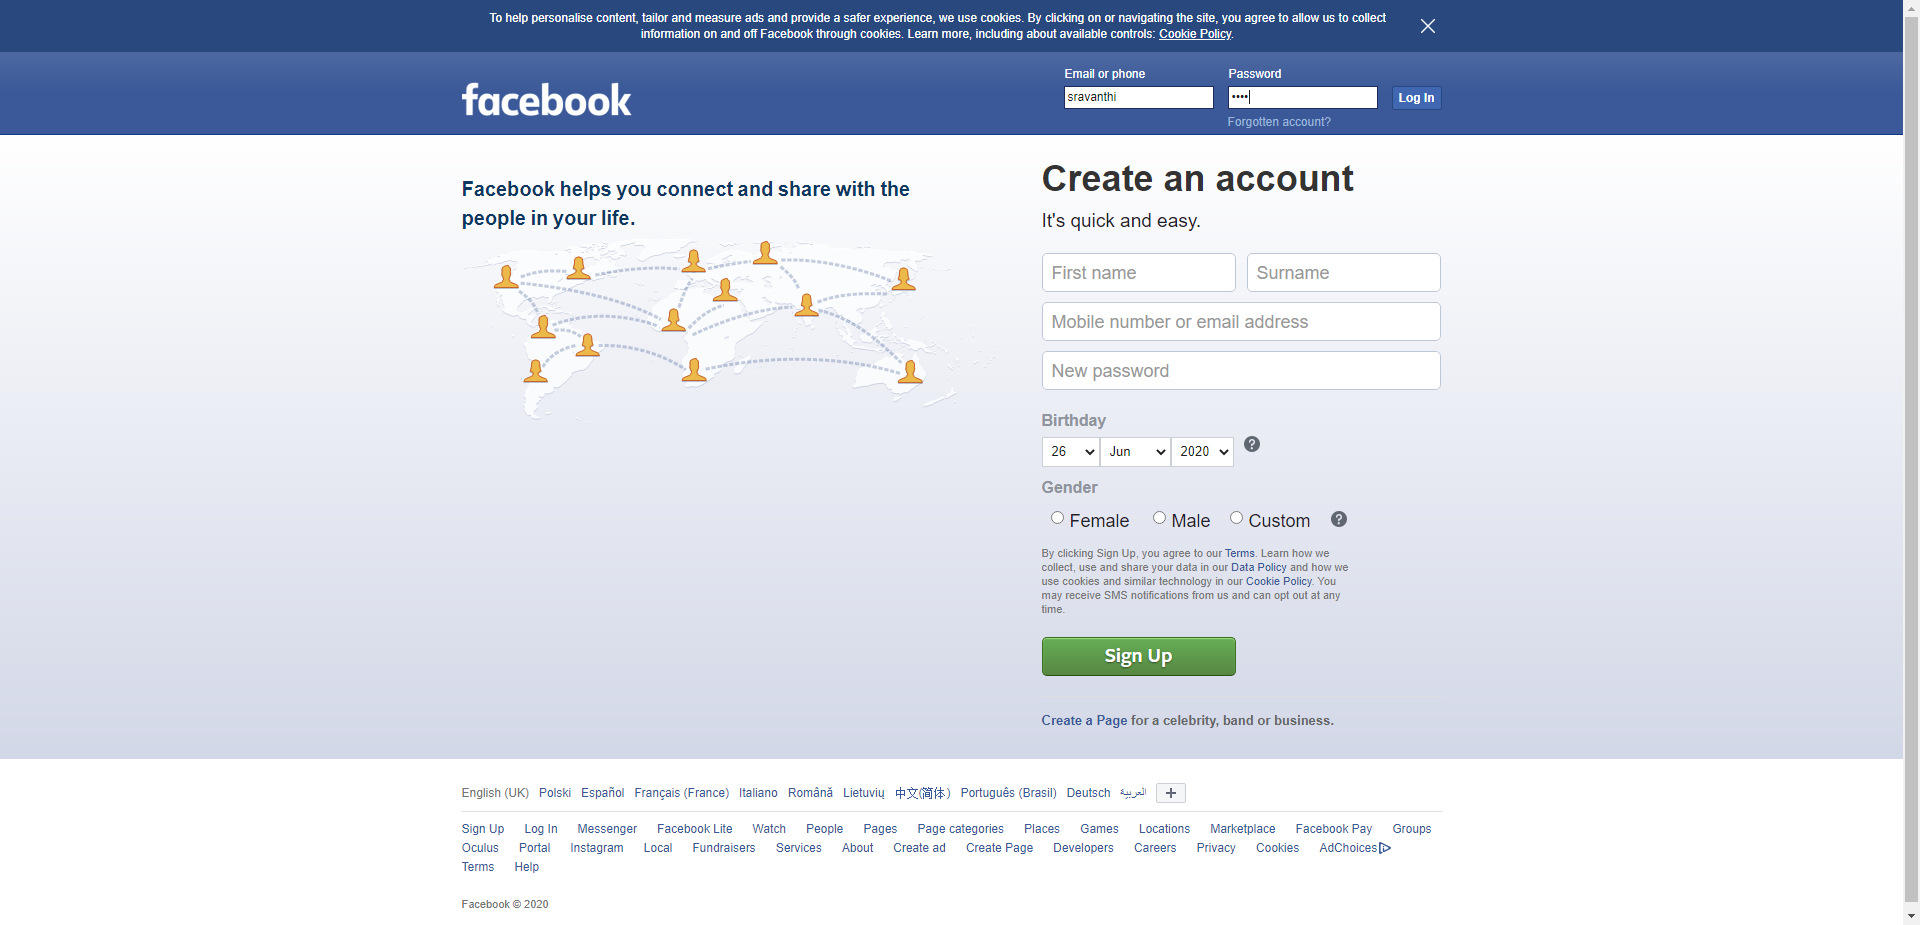 To help personalise content, tailor and measure ads and provide a safer experience, we use cookies. By clicking on or navigating the site, you agree to allow us to collect
information on and off Facebook through cookies. Learn more, including about available controls: Cookie Policy.
facebook
Email or phone
Password
sravanthi
••••
Log In
Forgotten account?
Facebook helps you connect and share with the
people in your life.
Create an account
It's quick and easy.
First name
Surname
Mobile number or email address
New password
Birthday
26
Jun
2020
?
Gender
Female
Male
Custom
?
By clicking Sign Up, you agree to our Terms. Learn how we
collect, use and share your data in our Data Policy and how we
use cookies and similar technology in our Cookie Policy. You
may receive SMS notifications from us and can opt out at any
time.
Sign Up
Create a Page for a celebrity, band or business.
English (UK) Polski Español Français (France) Italiano Română Lietuvių 中文(简体) Português (Brasil) Deutsch العربية +
Sign Up Log In Messenger Facebook Lite Watch People Pages Page categories Places Games Locations Marketplace Facebook Pay Groups
Oculus Portal Instagram Local Fundraisers Services About Create ad Create Page Developers Careers Privacy Cookies AdChoices
Terms Help
Facebook © 2020